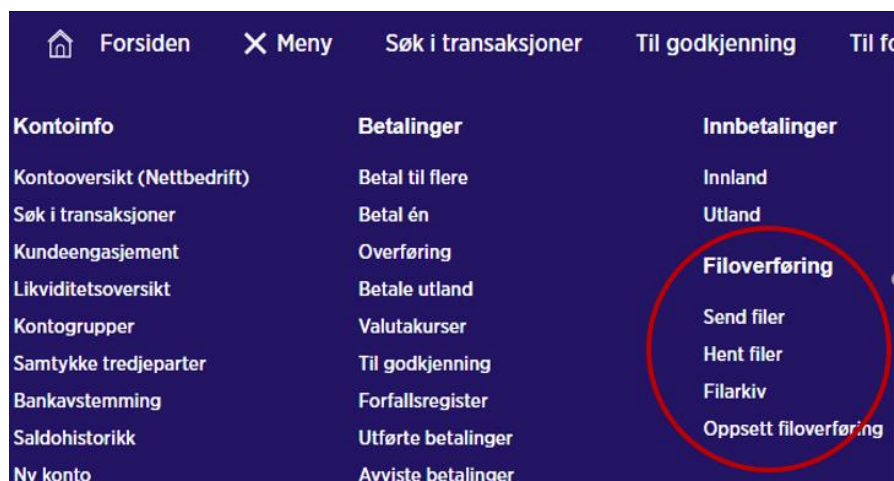 Forsiden Meny Søk i transaksjoner Til godkjenning Til
Kontoinfo
Kontooversikt (Nettbedrift)
Søk i transaksjoner
Kundeengasjement
Likviditetsoversikt
Kontogrupper
Samtykke tredjeparter
Bankavstemming
Saldohistorikk
Ny konto
Betalinger
Betal til flere
Betal én
Overføring
Betale utland
Valutakurser
Til godkjenning
Forfallsregister
Utførte betalinger
Avviste betalinger
Innbetalinger
Innland
Utland
Filoverføring
Send filer
Hent filer
Filarkiv
Oppsett filoverføring